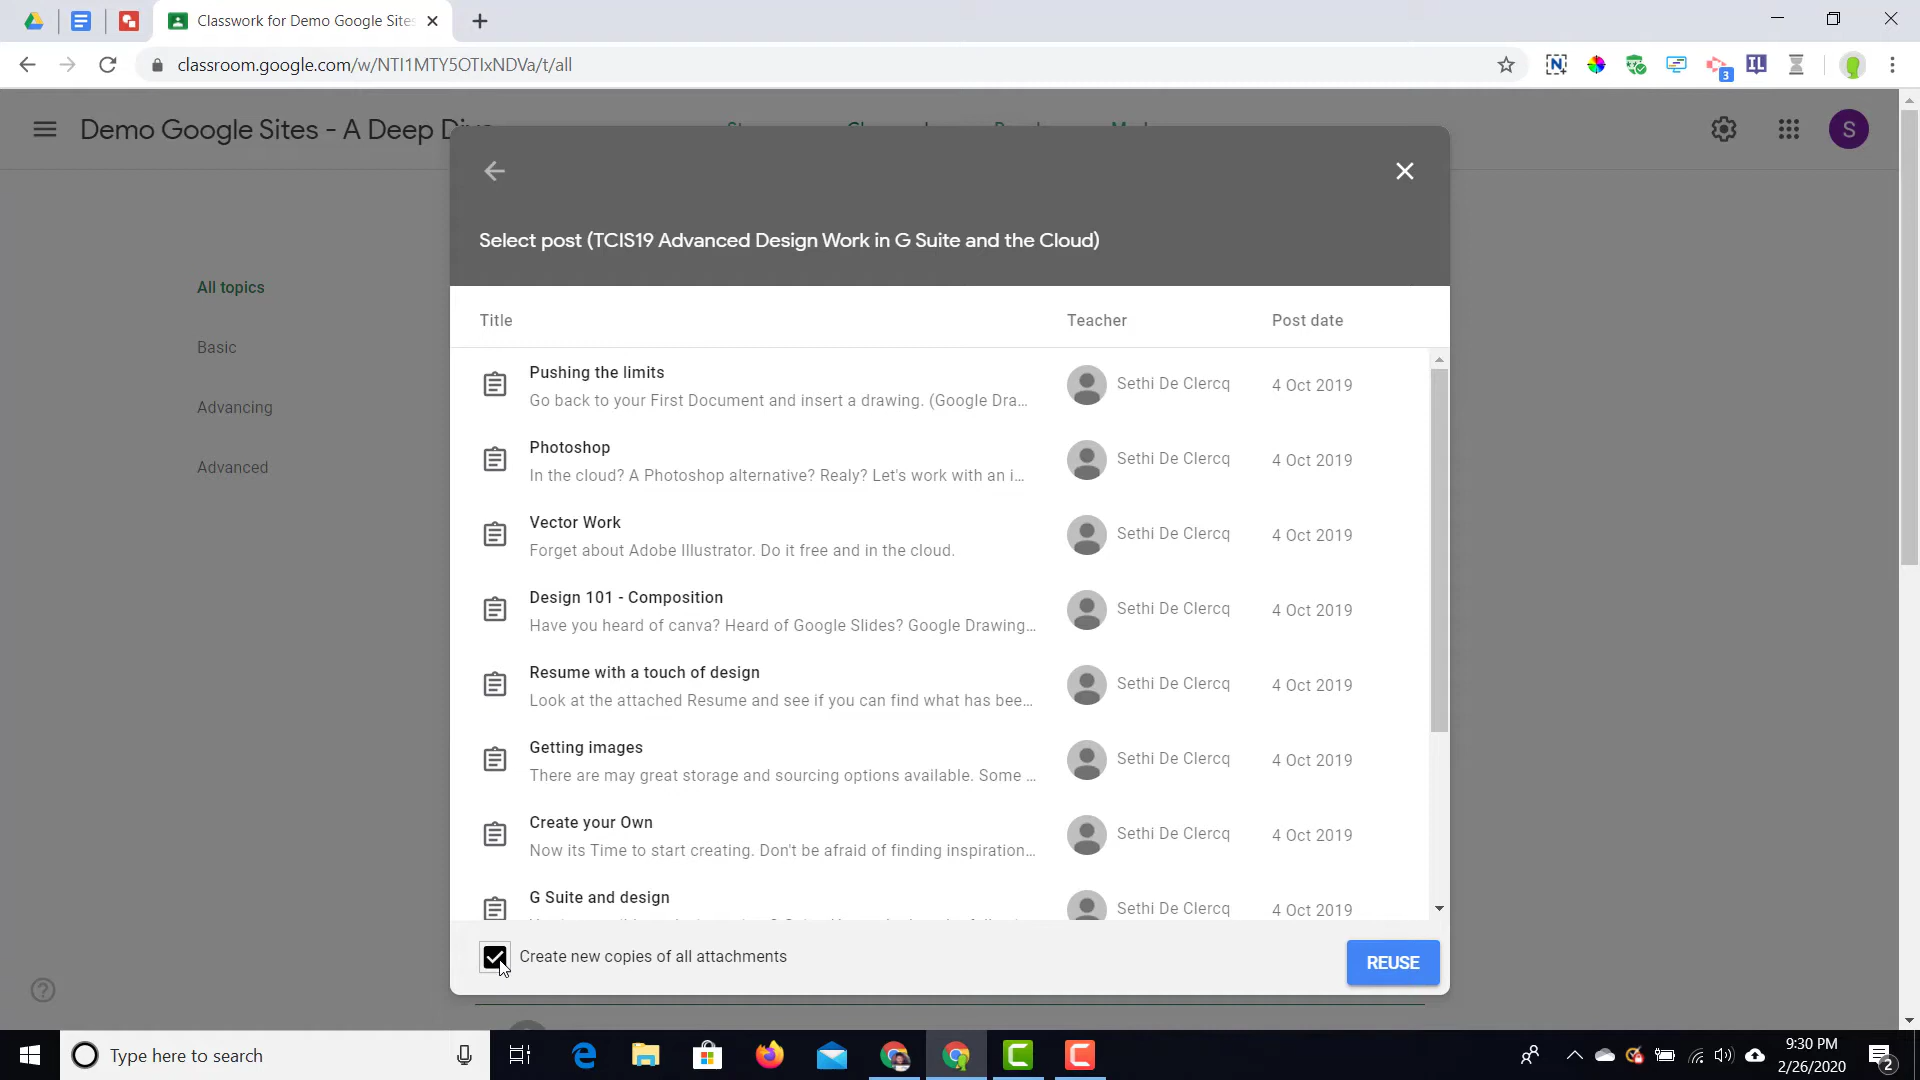 Classwork for Demo Google Sites
classroom.google.com/w/NTI1MTY5OTIxNDVa/t/all
3
IL
Demo Google Sites - A Deep Dive
S
Select post (TCIS19 Advanced Design Work in G Suite and the Cloud)
All topics
Basic
Advancing
Advanced
Title Teacher Post date
Pushing the limits
Go back to your First Document and insert a drawing. (Google Dra...
Sethi De Clercq 4 Oct 2019
Photoshop
In the cloud? A Photoshop alternative? Realy? Let's work with an i...
Sethi De Clercq 4 Oct 2019
Vector Work
Forget about Adobe Illustrator. Do it free and in the cloud.
Sethi De Clercq 4 Oct 2019
Design 101 - Composition
Have you heard of canva? Heard of Google Slides? Google Drawing...
Sethi De Clercq 4 Oct 2019
Resume with a touch of design
Look at the attached Resume and see if you can find what has bee...
Sethi De Clercq 4 Oct 2019
Getting images
There are may great storage and sourcing options available. Some ...
Sethi De Clercq 4 Oct 2019
Create your Own
Now its Time to start creating. Don't be afraid of finding inspiration...
Sethi De Clercq 4 Oct 2019
G Suite and design
Sethi De Clercq 4 Oct 2019
Create new copies of all attachments
REUSE
Type here to search
9:30 PM
2/26/2020
2